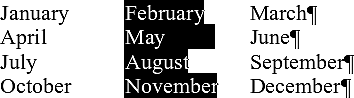 January February March¶
April May June¶
July August September¶
October November December¶